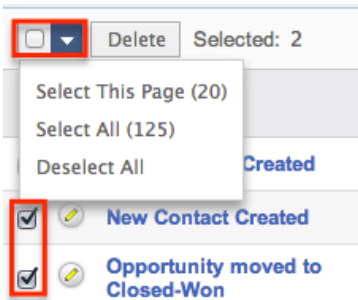 Delete Selected: 2
Select This Page (20)
Select All (125)
Deselect All
Created
New Contact Created
Opportunity moved to
Closed-Won